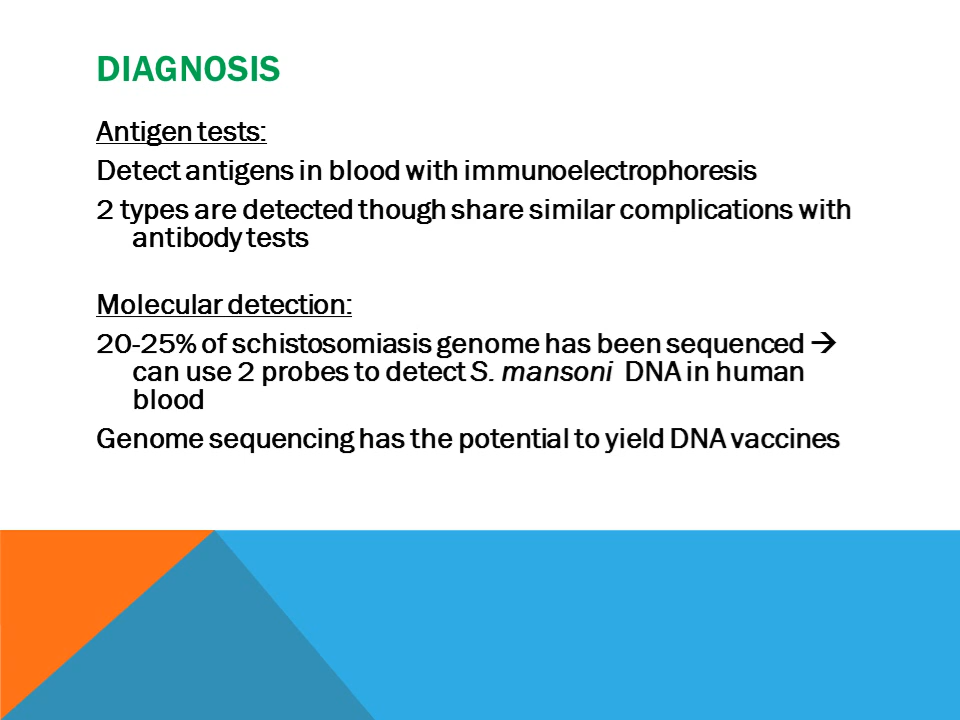 DIAGNOSIS
Antigen tests:
Detect antigens in blood with immunoelectrophoresis
2 types are detected though share similar complications with
antibody tests
Molecular detection:
20-25% of schistosomiasis genome has been sequenced →
can use 2 probes to detect S. mansoni DNA in human
blood
Genome sequencing has the potential to yield DNA vaccines